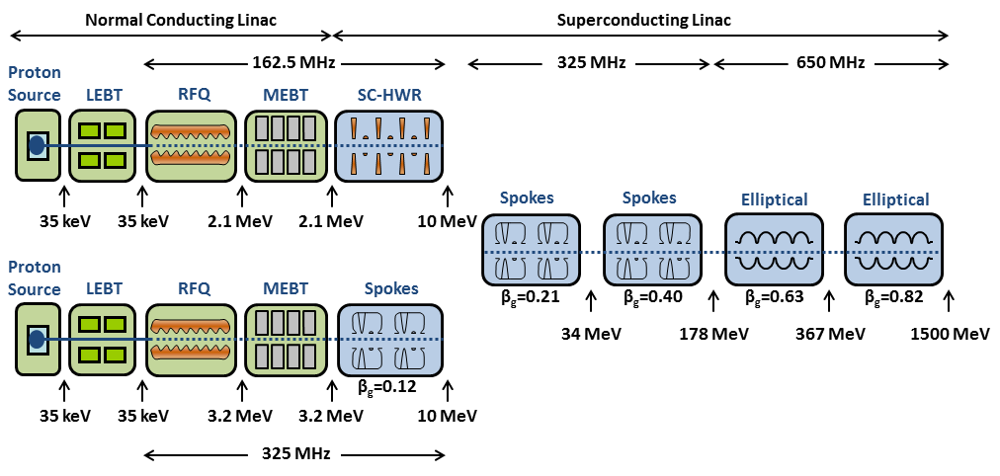 Normal Conducting Linac
Superconducting Linac
162.5 MHz
325 MHz
650 MHz
Proton
Source
LEBT
RFQ
MEBT
SC-HWR
35 keV
35 keV
2.1 MeV
2.1 MeV
10 MeV
Spokes
Spokes
Elliptical
Elliptical
βg=0.21
βg=0.40
βg=0.63
βg=0.82
34 MeV
178 MeV
367 MeV
1500 MeV
Proton
Source
LEBT
RFQ
MEBT
Spokes
βg=0.12
35 keV
35 keV
3.2 MeV
3.2 MeV
10 MeV
325 MHz